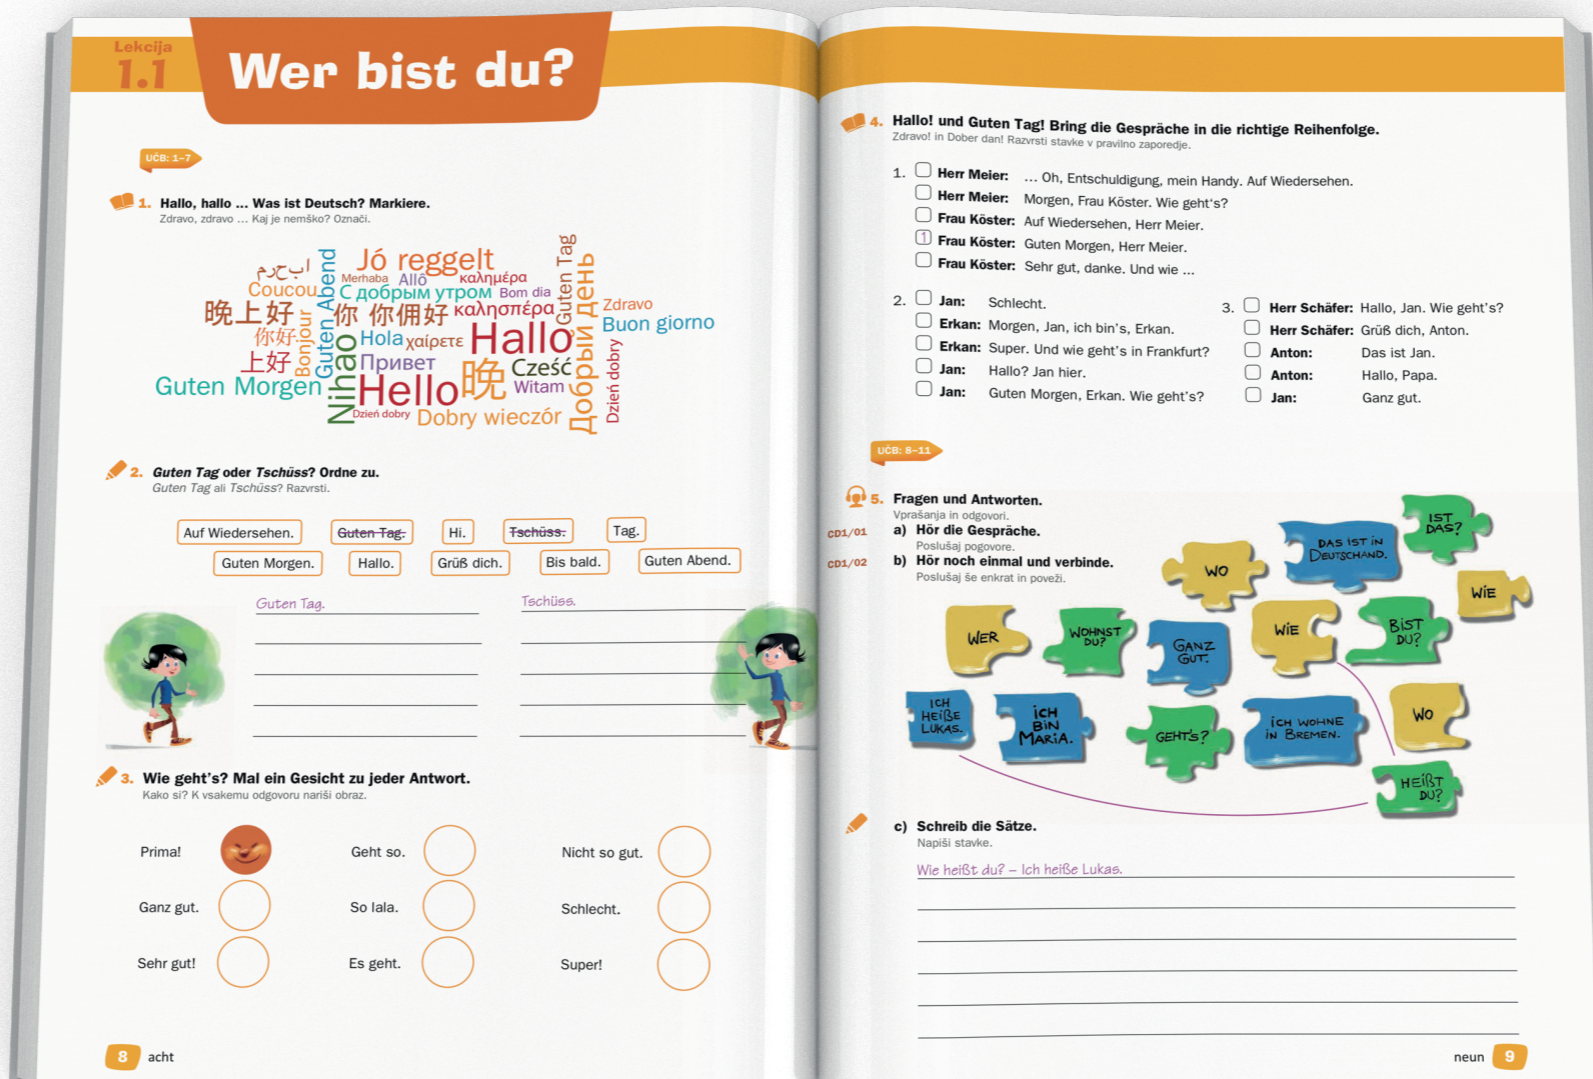 Lekcija
1.1
Wer bist du?
UČB: 1–7
1. Hallo, hallo ... Was ist Deutsch? Markiere.
Zdravo, zdravo ... Kaj je nemško? Označi.
Jó reggelt
Guten Tag
Merhaba
Allô
καλημέρα
Coucou
Guten Abend
С добрым утром
Bom dia
Добрый день
晚上好
你 你佣好
καλησπέρα
Zdravo
你好
Bonjour
Hola
χαίρετε
Hallo
Buon giorno
上好
Nihao
Привет
Cześć
Guten Morgen
Hello
晚
Witam
Dzień dobry
Dzień dobry
Dobry wieczór
2. Guten Tag oder Tschüss? Ordne zu.
Guten Tag ali Tschüss? Razvrsti.
Auf Wiedersehen. Guten Tag. Hi. Tschüss. Tag.
Guten Morgen. Hallo. Grüß dich. Bis bald. Guten Abend.
Guten Tag. Tschüss.
3. Wie geht's? Mal ein Gesicht zu jeder Antwort.
Kako si? K vsakemu odgovoru nariši obraz.
Prima! Geht so. Nicht so gut.
Ganz gut. So lala. Schlecht.
Sehr gut! Es geht. Super!
8 acht
4. Hallo! und Guten Tag! Bring die Gespräche in die richtige Reihenfolge.
Zdravo! in Dober dan! Razvrsti stavke v pravilno zaporedje.
1. Herr Meier: ... Oh, Entschuldigung, mein Handy. Auf Wiedersehen.
Herr Meier: Morgen, Frau Köster. Wie geht's?
Frau Köster: Auf Wiedersehen, Herr Meier.
1 Frau Köster: Guten Morgen, Herr Meier.
Frau Köster: Sehr gut, danke. Und wie ...
2. Jan: Schlecht.
Erkan: Morgen, Jan, ich bin's, Erkan.
Erkan: Super. Und wie geht's in Frankfurt?
Jan: Hallo? Jan hier.
Jan: Guten Morgen, Erkan. Wie geht's?
3. Herr Schäfer: Hallo, Jan. Wie geht's?
Herr Schäfer: Grüß dich, Anton.
Anton: Das ist Jan.
Anton: Hallo, Papa.
Jan: Ganz gut.
UČB: 8–11
5. Fragen und Antworten.
Vprašanja in odgovori.
CD1/01 a) Hör die Gespräche.
Poslušaj pogovore.
CD1/02 b) Hör noch einmal und verbinde.
Poslušaj še enkrat in poveži.
IST
DAS?
DAS IST IN
DEUTSCHAND.
WO
WIE
WER
WOHNST
DU?
GANZ
GUT.
WIE
BIST
DU?
ICH
HEIßE
LUKAS.
ICH
BIN
MARIA.
GEHT'S?
ICH WOHNE
IN BREMEN.
WO
HEIßT
DU?
c) Schreib die Sätze.
Napiši stavke.
Wie heißt du? – Ich heiße Lukas.
neun 9